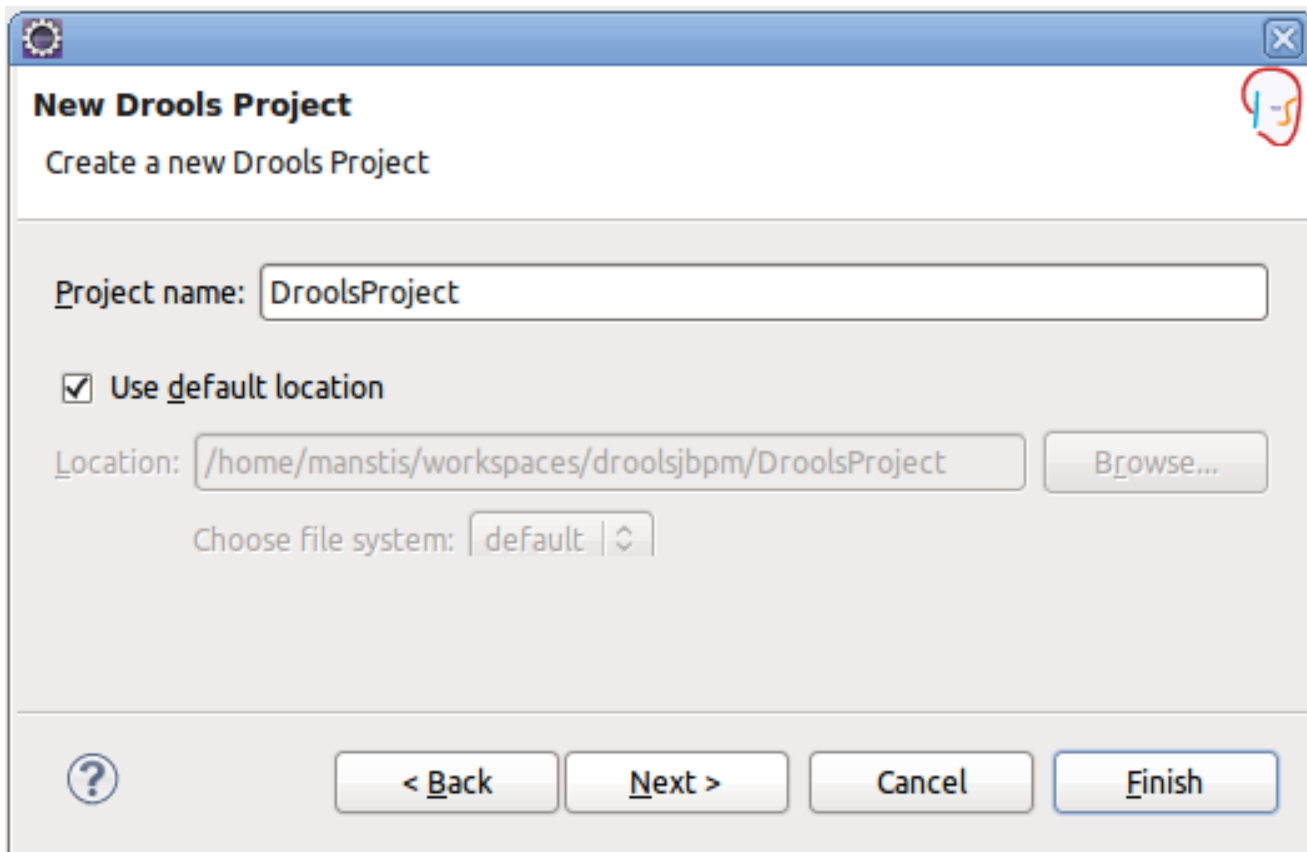 New Drools Project
Create a new Drools Project
Project name: DroolsProject
Use default location
Location: /home/manstis/workspaces/droolsjbpm/DroolsProject Browse...
Choose file system: default
? < Back Next > Cancel Finish